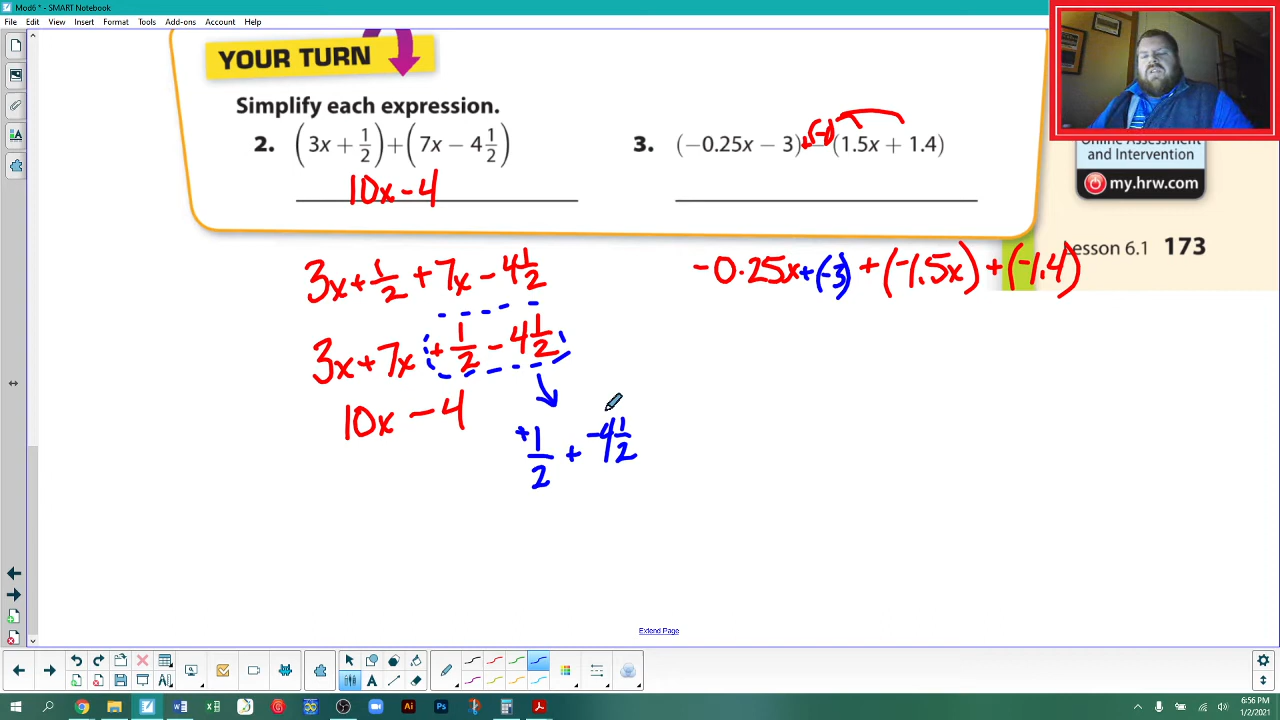 Mod6 * - SMART Notebook
File Edit View Insert Format Tools Add-ons Account Help
YOUR TURN
Simplify each expression.
2. (3x + 1/2) + (7x − 4 1/2)
10x − 4
3. (−0.25x − 3) − (1.5x + 1.4)
+(-1)
and Intervention
my.hrw.com
Lesson 6.1 173
3x + 1/2 + 7x − 4 1/2
3x + 7x + 1/2 − 4 1/2
10x − 4
+1/2 + -4 1/2
-0.25x + (-3) + (-1.5x) + (-1.4)
Extend Page
6:56 PM
1/2/2021